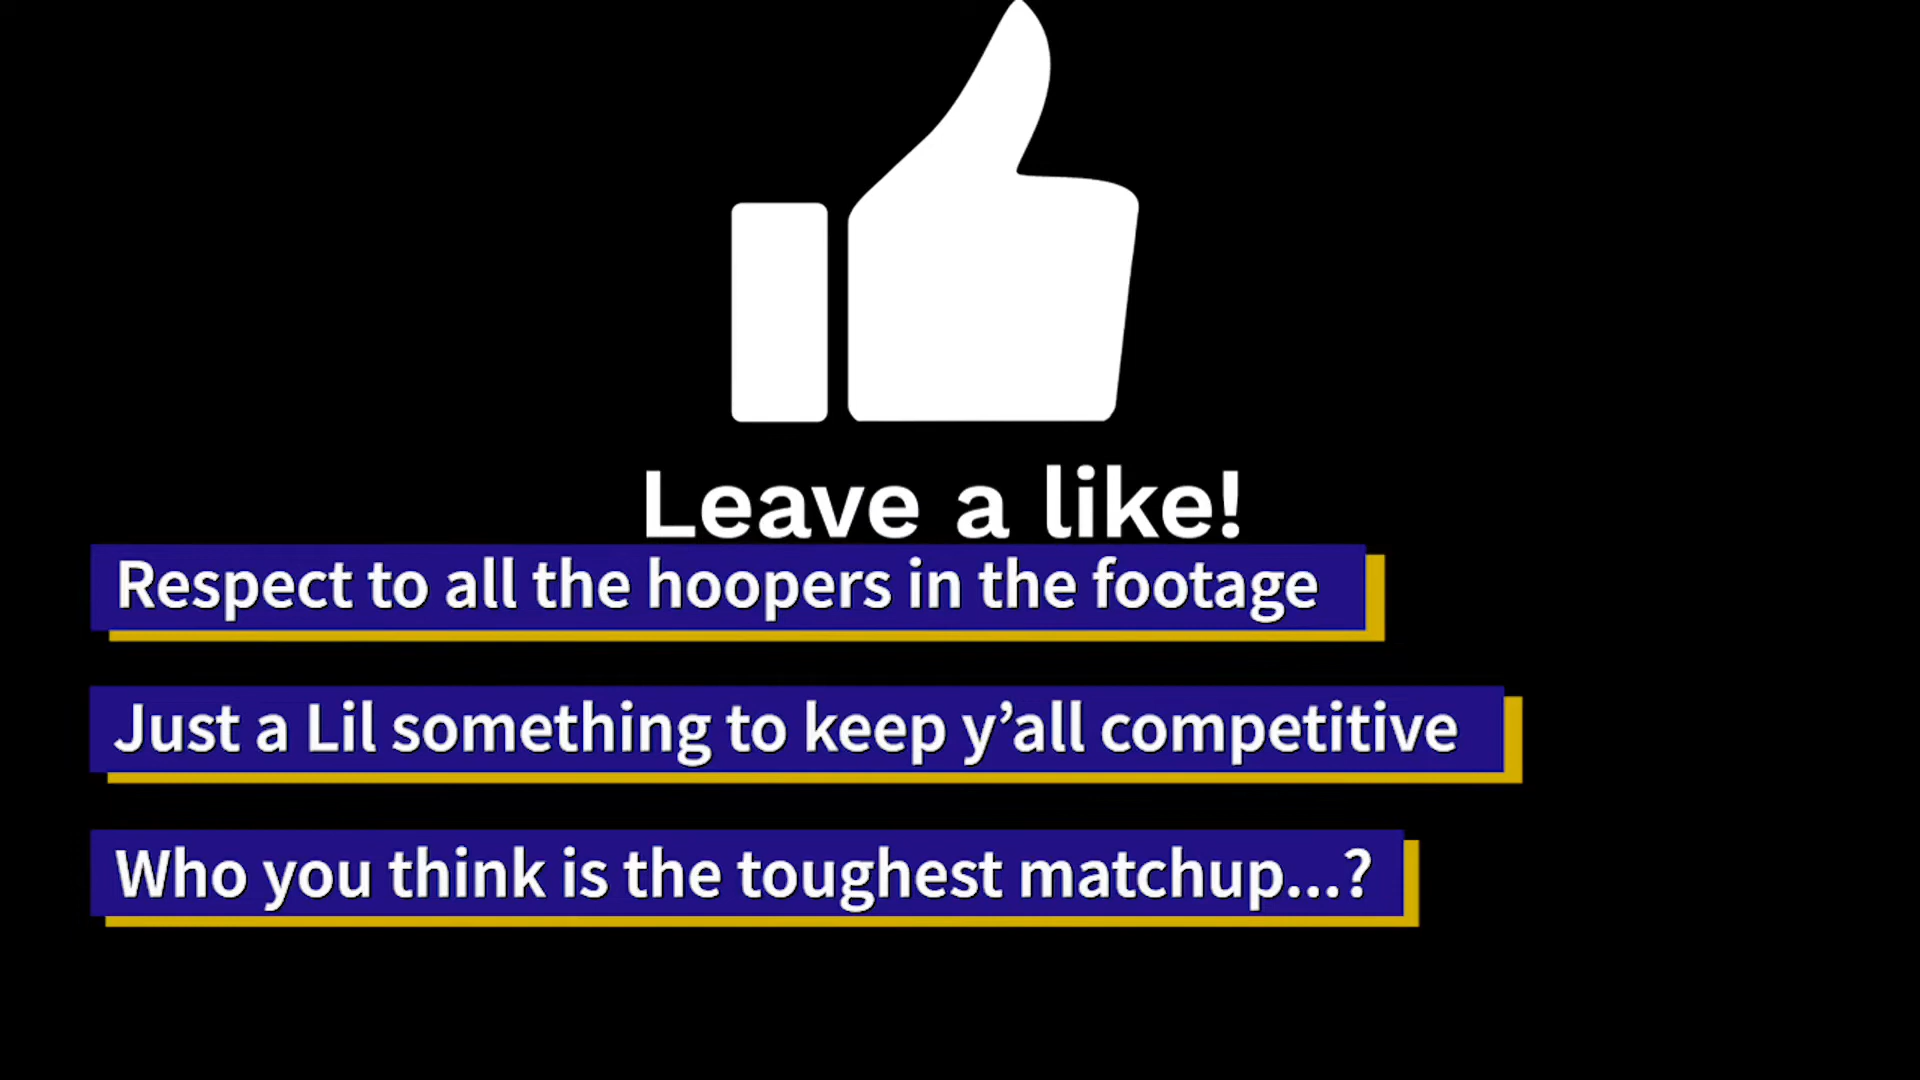 Leave a like!
Respect to all the hoopers in the footage
Just a Lil something to keep y’all competitive
Who you think is the toughest matchup...?